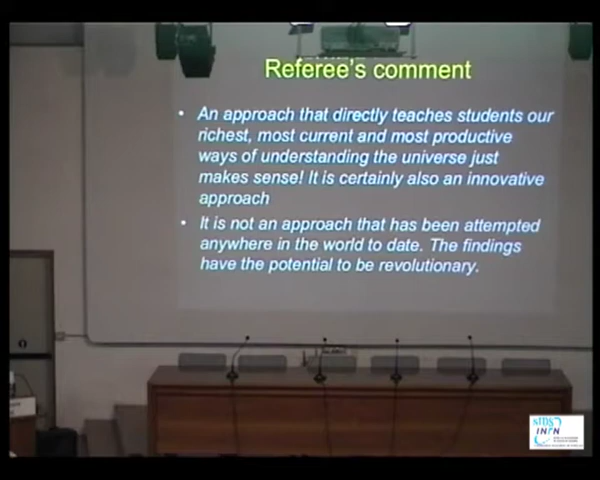 Referee's comment
• An approach that directly teaches students our
richest, most current and most productive
ways of understanding the universe just
makes sense! It is certainly also an innovative
approach
• It is not an approach that has been attempted
anywhere in the world to date. The findings
have the potential to be revolutionary.
SIDS
INFN